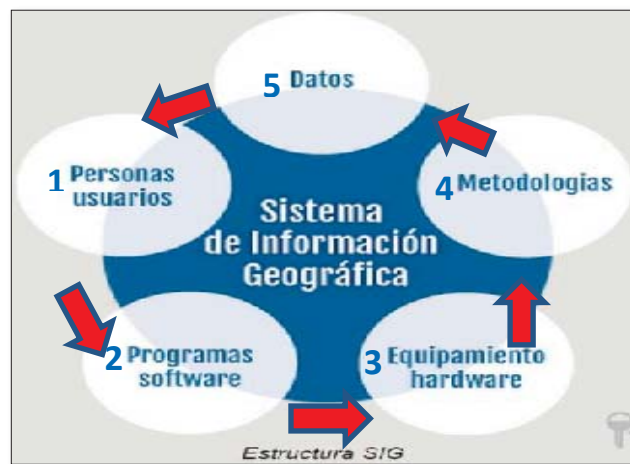 5 Datos
1 Personas
usuarios
4 Metodologias
Sistema
de Información
Geográfica
2 Programas
software
3 Equipamiento
hardware
Estructura SIG